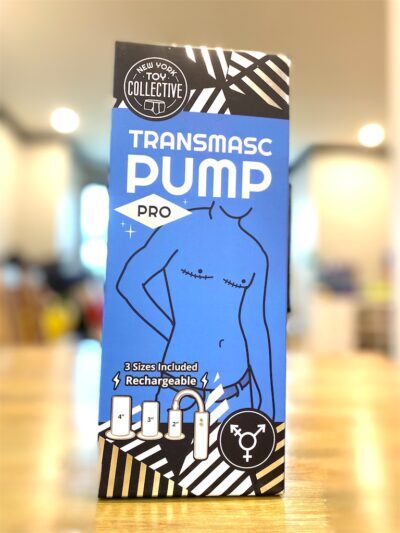 NEW YORK
TOY
COLLECTIVE
TRANSMASC
PUMP
PRO
3 Sizes Included
Rechargeable
4"
3"
2"